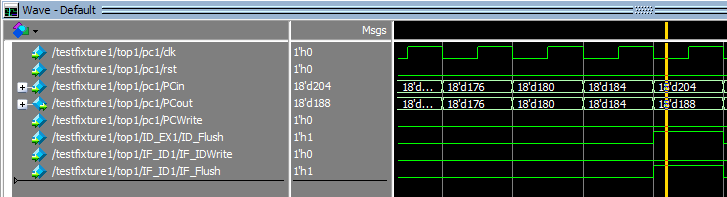 Wave - Default
Msgs
/testfixture1/top1/pc1/clk 1'h0
/testfixture1/top1/pc1/rst 1'h0
/testfixture1/top1/PCin 18'd204 18'd... 18'd176 18'd180 18'd184 18'd204
/testfixture1/top1/PCout 18'd188 18'd... 18'd176 18'd180 18'd184 18'd188
/testfixture1/top1/pc1/PCWrite 1'h0
/testfixture1/top1/ID_EX1/ID_Flush 1'h1
/testfixture1/top1/IF_ID1/IF_IDWrite 1'h0
/testfixture1/top1/IF_ID1/IF_Flush 1'h1